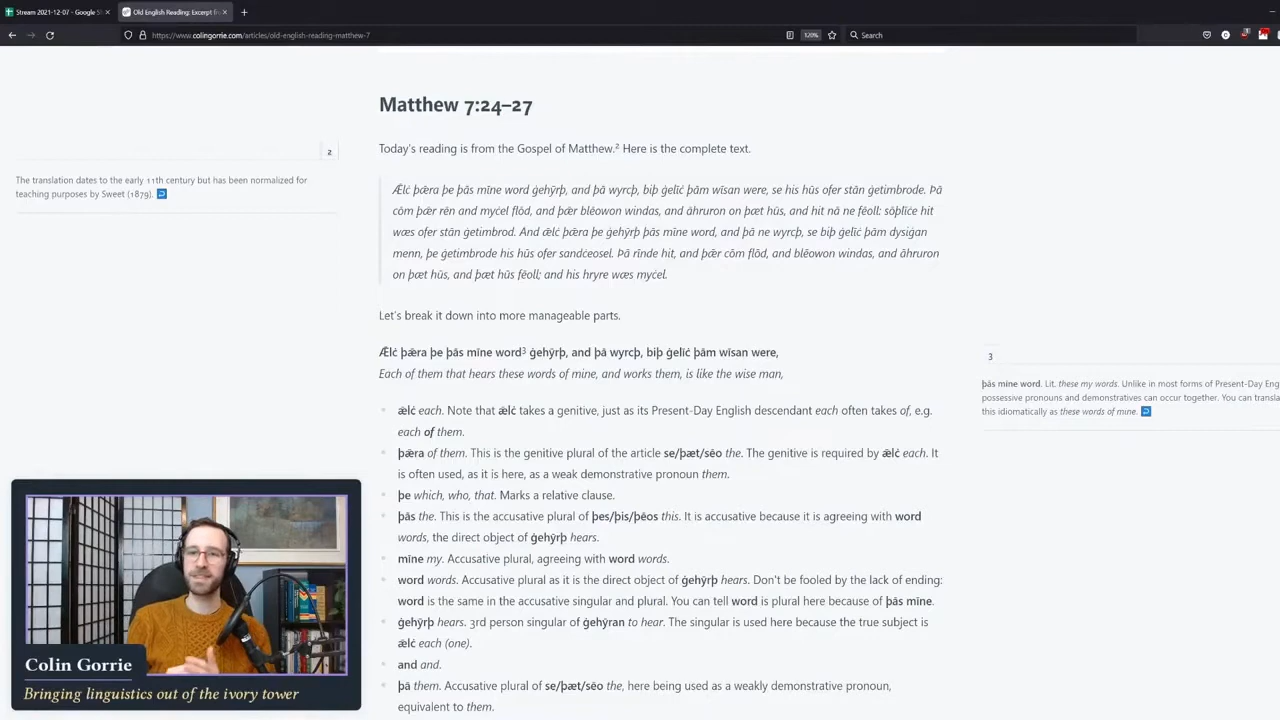 Stream 2021-12-07 - Google S
Old English Reading: Excerpt fr
https://www.colingorrie.com/articles/old-english-reading-matthew-7
120%
Search
Matthew 7:24–27
2
Today's reading is from the Gospel of Matthew.² Here is the complete text.
The translation dates to the early 11th century but has been normalized for
teaching purposes by Sweet (1879).
Ǣlċ þǣra þe þās mīne word ġehȳrþ, and þā wyrcþ, biþ ġelīċ þām wīsan were, se his hūs ofer stān ġetimbrode. Þā
cōm þǣr rēn and myċel flōd, and þǣr blēowon windas, and āhruron on þæt hūs, and hit nā ne fēoll: sōþlīċe hit
wæs ofer stān ġetimbrod. And ǣlċ þǣra þe ġehȳrþ þās mīne word, and þā ne wyrcþ, se biþ ġelīċ þām dysiġan
menn, þe ġetimbrode his hūs ofer sandċeosel. Þā rīnde hit, and þǣr cōm flōd, and blēowon windas, and āhruron
on þæt hūs, and þæt hūs fēoll; and his hryre wæs myċel.
Let's break it down into more manageable parts.
Ǣlċ þǣra þe þās mīne word³ ġehȳrþ, and þā wyrcþ, biþ ġelīċ þām wīsan were,
Each of them that hears these words of mine, and works them, is like the wise man,
3
þās mīne word. Lit. these my words. Unlike in most forms of Present-Day Eng
possessive pronouns and demonstratives can occur together. You can transla
this idiomatically as these words of mine.
• ǣlċ each. Note that ǣlċ takes a genitive, just as its Present-Day English descendant each often takes of, e.g.
each of them.
• þǣra of them. This is the genitive plural of the article se/þæt/sēo the. The genitive is required by ǣlċ each. It
is often used, as it is here, as a weak demonstrative pronoun them.
• þe which, who, that. Marks a relative clause.
• þās the. This is the accusative plural of þes/þis/þēos this. It is accusative because it is agreeing with word
words, the direct object of ġehȳrþ hears.
• mīne my. Accusative plural, agreeing with word words.
• word words. Accusative plural as it is the direct object of ġehȳrþ hears. Don't be fooled by the lack of ending:
word is the same in the accusative singular and plural. You can tell word is plural here because of þās mīne.
• ġehȳrþ hears. 3rd person singular of ġehȳran to hear. The singular is used here because the true subject is
ǣlċ each (one).
• and and.
• þā them. Accusative plural of se/þæt/sēo the, here being used as a weakly demonstrative pronoun,
equivalent to them.
Colin Gorrie
Bringing linguistics out of the ivory tower